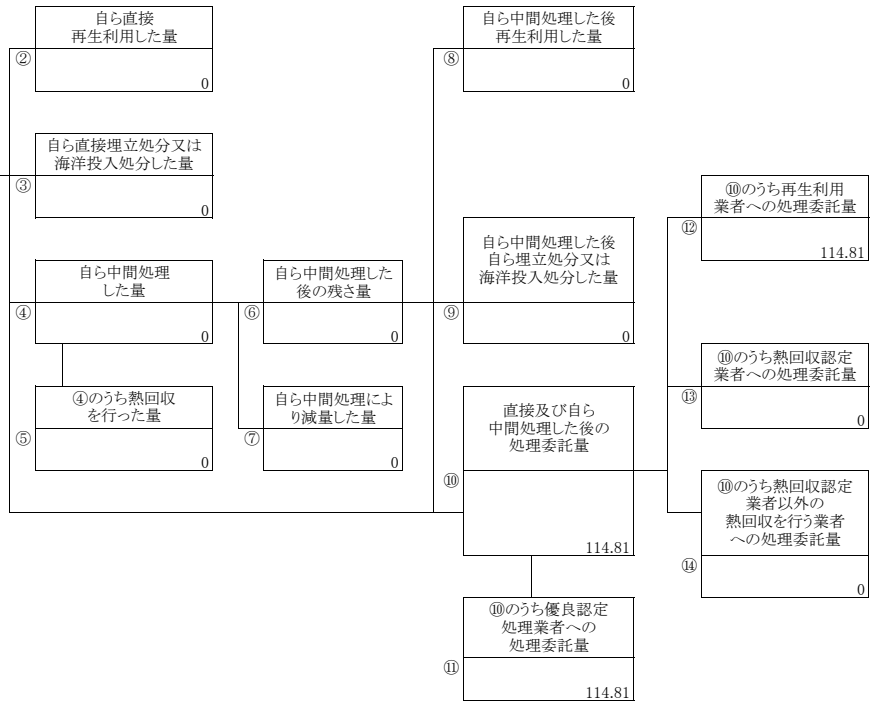 自ら直接
再生利用した量
②
0
自ら直接埋立処分又は
海洋投入処分した量
③
0
自ら中間処理
した量
④
0
④のうち熱回収
を行った量
⑤
0
自ら中間処理した
後の残さ量
⑥
0
自ら中間処理によ
り減量した量
⑦
0
自ら中間処理した後
再生利用した量
⑧
0
自ら中間処理した後
自ら埋立処分又は
海洋投入処分した量
⑨
0
直接及び自ら
中間処理した後の
処理委託量
⑩
114.81
⑩のうち優良認定
処理業者への
処理委託量
⑪
114.81
⑩のうち再生利用
業者への処理委託量
⑫
114.81
⑩のうち熱回収認定
業者への処理委託量
⑬
0
⑩のうち熱回収認定
業者以外の
熱回収を行う業者
への処理委託量
⑭
0